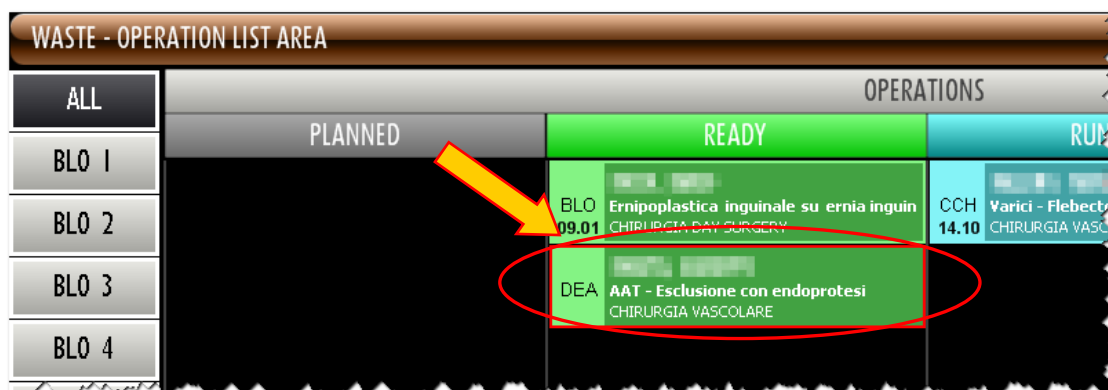 WASTE - OPERATION LIST AREA
ALL
OPERATIONS
PLANNED
READY
BLO 1
BLO
09.01
Ernipoplastica inguinale su ernia inguin
CHIRURGIA DAY SURGERY
CCH
14.10
Varici - Flebect
CHIRURGIA VASC
BLO 2
BLO 3
DEA
AAT - Esclusione con endoprotesi
CHIRURGIA VASCOLARE
BLO 4